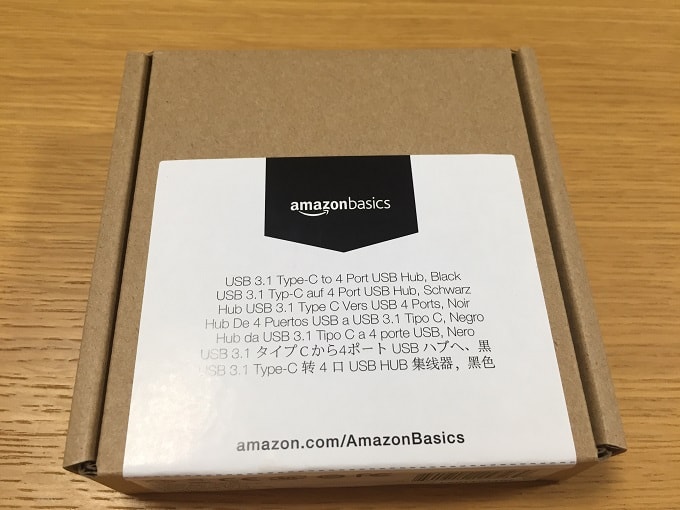 amazonbasics
USB 3.1 Type-C to 4 Port USB Hub, Black
USB 3.1 Typ-C auf 4 Port USB Hub, Schwarz
Hub USB 3.1 Type C Vers USB 4 Ports, Noir
Hub De 4 Puertos USB a USB 3.1 Tipo C, Negro
Hub da USB 3.1 Tipo C a 4 porte USB, Nero
USB 3.1 タイプCから4ポート USB ハブへ、黒
USB 3.1 Type-C 转 4 口 USB HUB 集线器，黑色
amazon.com/AmazonBasics